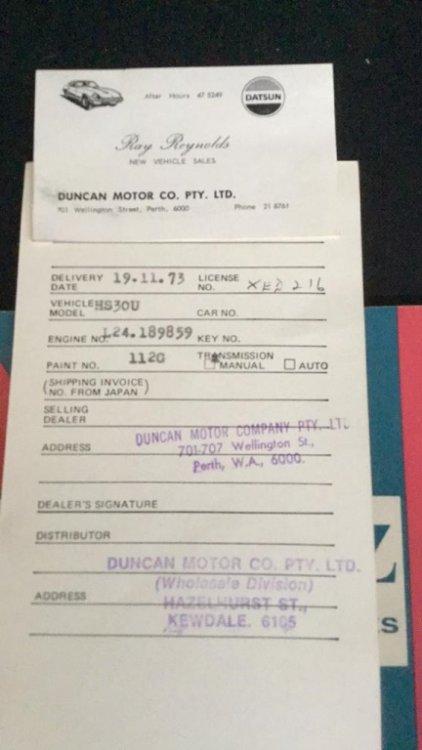 After Hours 47 5249
DATSUN
Ray Reynolds
NEW VEHICLE SALES
DUNCAN MOTOR CO. PTY. LTD.
701 Wellington Street, Perth, 6000 Phone 21 8761
DELIVERY DATE 19.11.73 LICENSE NO. XED 216
VEHICLE MODEL HS30U CAR NO.
ENGINE NO. L24.189859 KEY NO.
PAINT NO. 112G TRANSMISSION MANUAL AUTO
(SHIPPING INVOICE NO. FROM JAPAN)
SELLING DEALER
DUNCAN MOTOR COMPANY PTY. LT
ADDRESS 701-707 Wellington St.,
Perth, W.A., 6000.
DEALER'S SIGNATURE
DISTRIBUTOR
DUNCAN MOTOR CO. PTY. LTD.
(Wholesale Division)
ADDRESS HAZELHURST ST.,
KEWDALE. 6105
Z
S